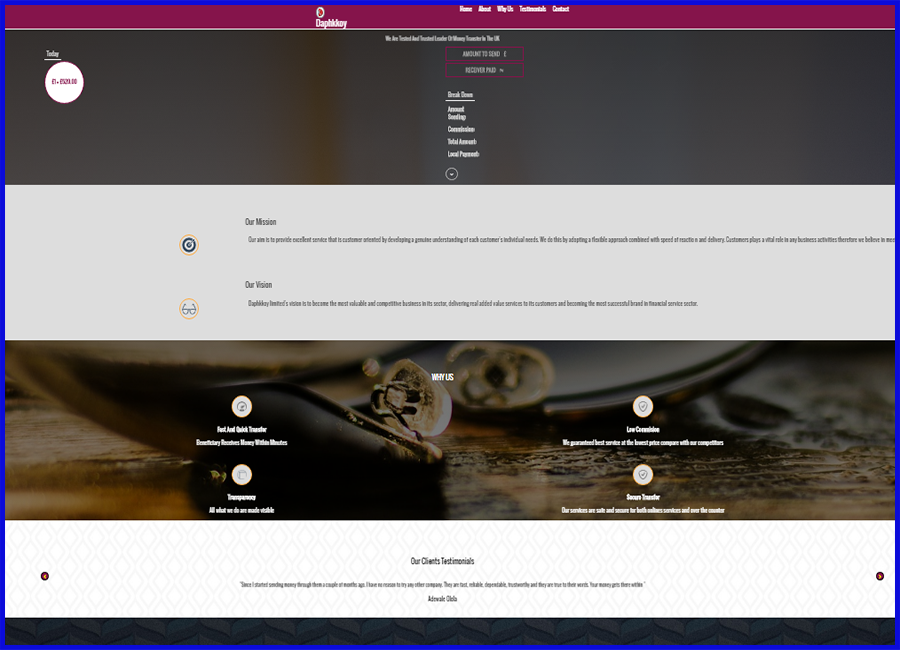 Home About Why Us Testimonials Contact
Daphkkoy
We Are Tested And Trusted Leader Of Money Transfer In The UK
Today
AMOUNT TO SEND £
RECEIVER PAID
Break Down
Amount
Sending:
Commission:
Total Amount:
Local Payment:
Our Mission
Our aim is to provide excellent service that is customer oriented by developing a genuine understanding of each customer's individual needs. We do this by adopting a flexible approach combined with speed of reaction and delivery. Customers plays a vital role in any business activities therefore we believe in
Our Vision
Daphkkoy limited's vision is to become the most valuable and competitive business in its sector, delivering real added value services to its customers and becoming the most successful brand in financial service sector.
WHY US
Fast And Quick Transfer
Beneficiary Receives Money Within Minutes
Low Commision
We guaranteed best service at the lowest price compare with our competitors
Transparency
All what we do are made visible
Secure Transfer
Our services are safe and secure for both onlines services and over the counter
Our Clients Testimonials
"Since I started sending money through them a couple of months ago, I have no reason to try any other company. They are fast, reliable, dependable, trustworthy and they are true to their words. Your money gets there within "
Adewale Olola